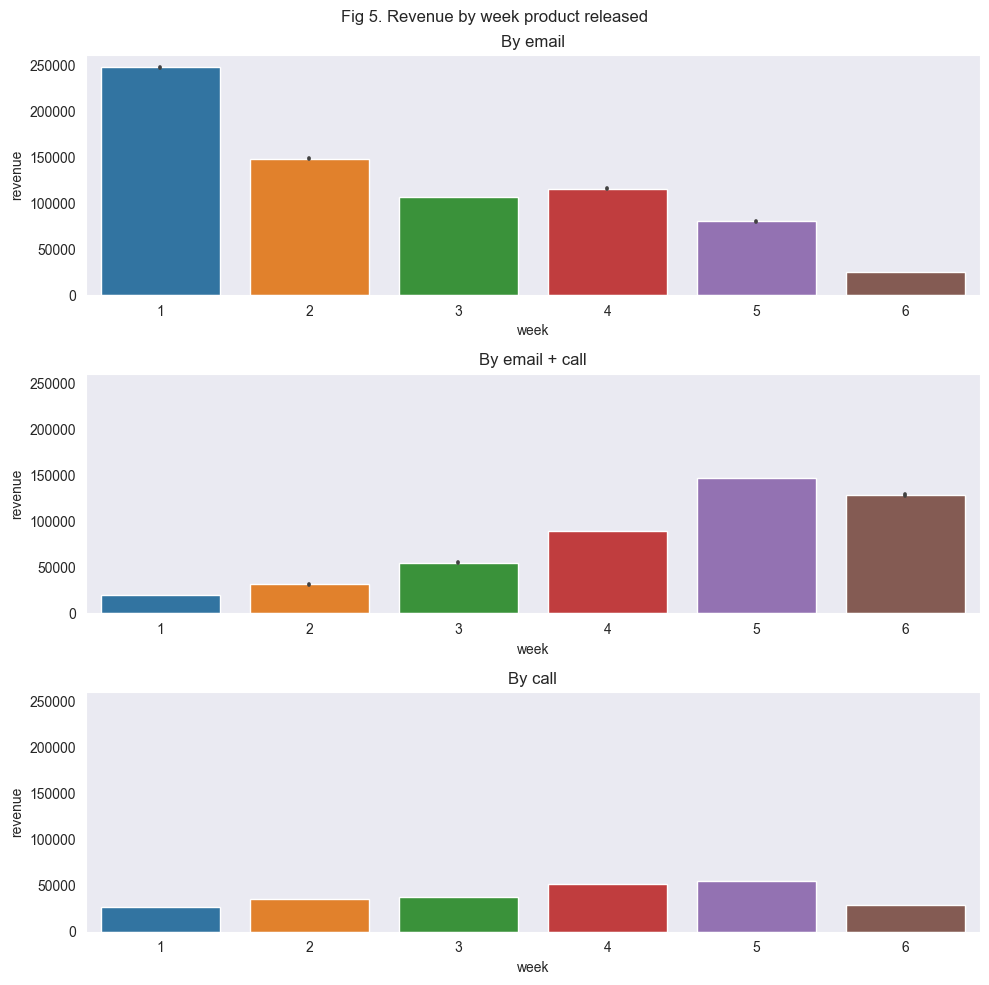 Fig 5. Revenue by week product released
By email
250000
200000
150000
100000
50000
0
revenue
1 2 3 4 5 6
week
By email + call
250000
200000
150000
100000
50000
0
revenue
1 2 3 4 5 6
week
By call
250000
200000
150000
100000
50000
0
revenue
1 2 3 4 5 6
week